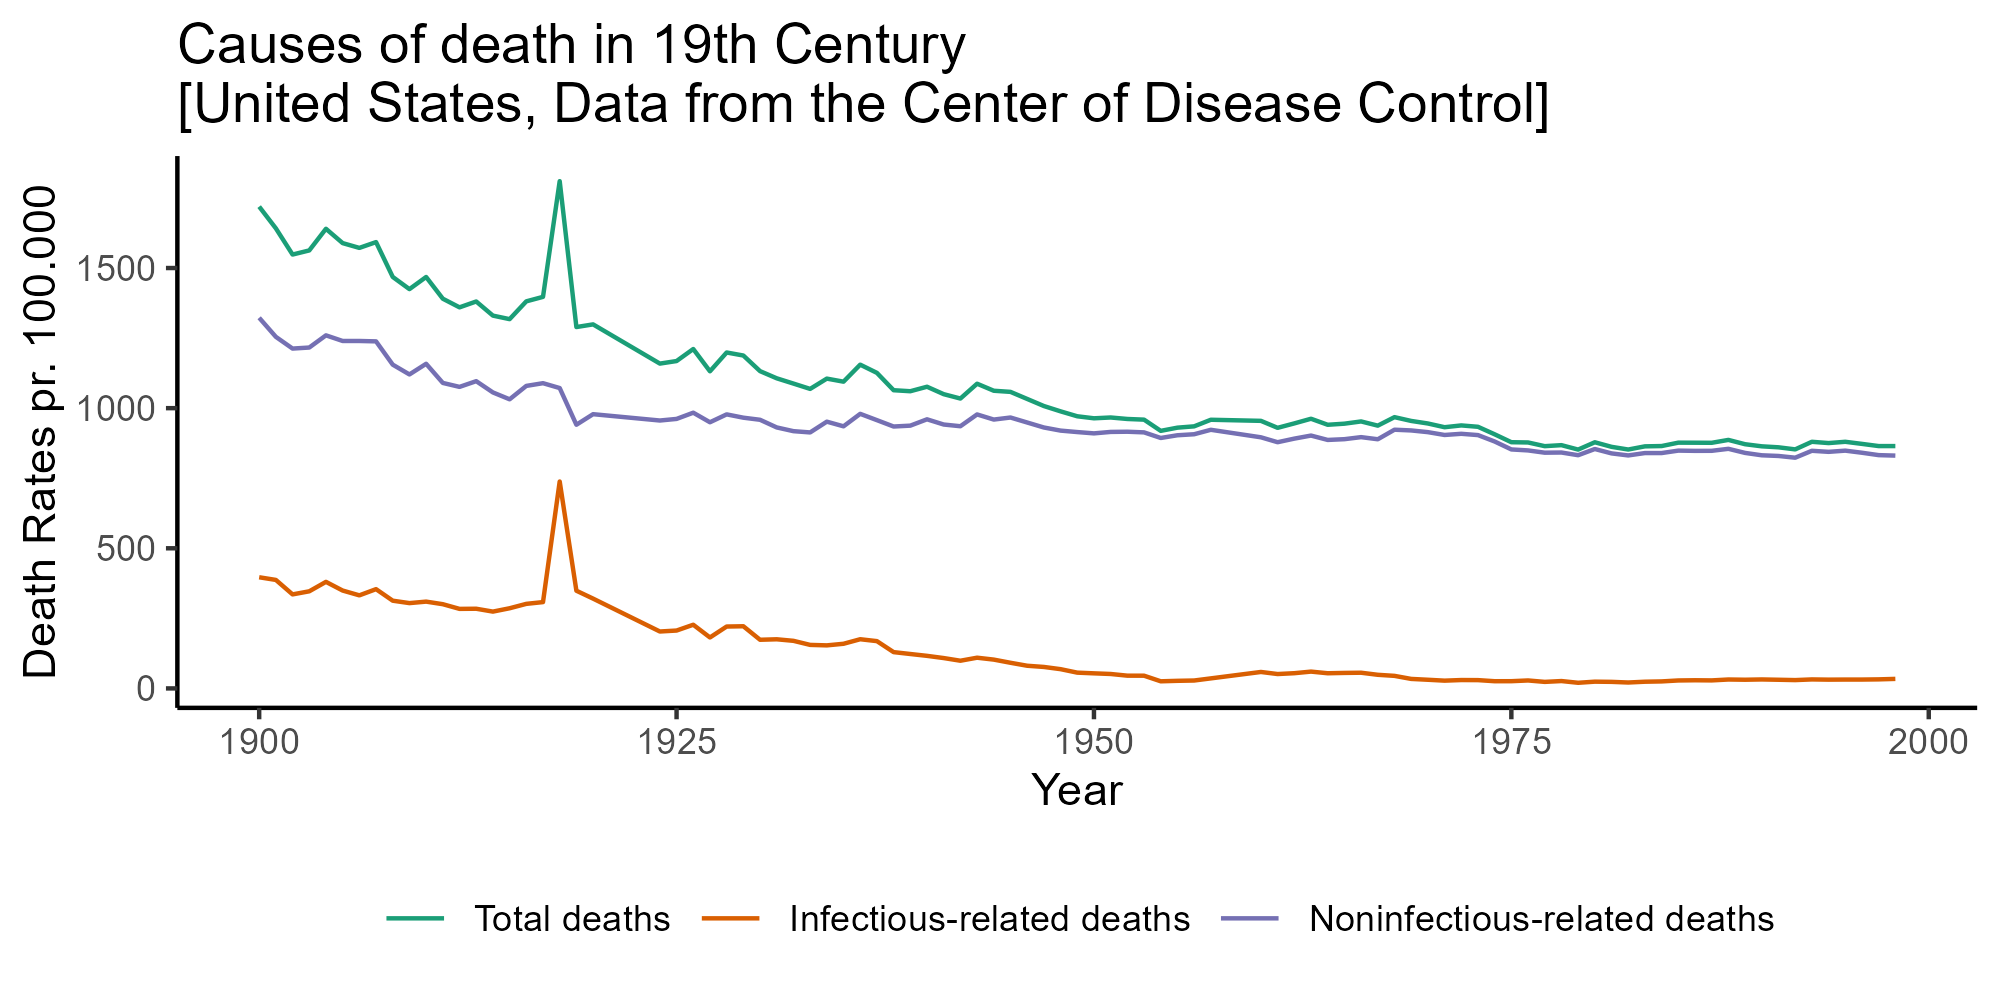 Causes of death in 19th Century
[United States, Data from the Center of Disease Control]
Death Rates pr. 100.000
1500
1000
500
0
1900 1925 1950 1975 2000
Year
Total deaths Infectious-related deaths Noninfectious-related deaths